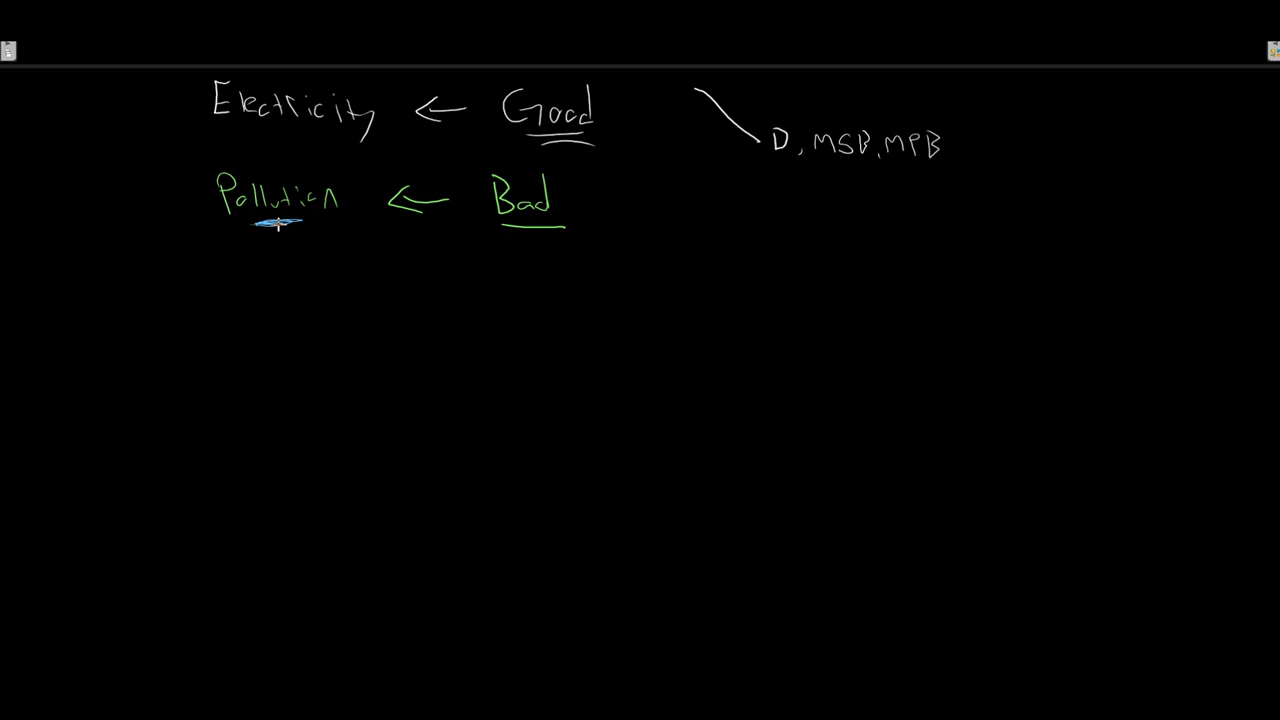 Electricity ← Good
D, MSB, MPB
Pollution ← Bad